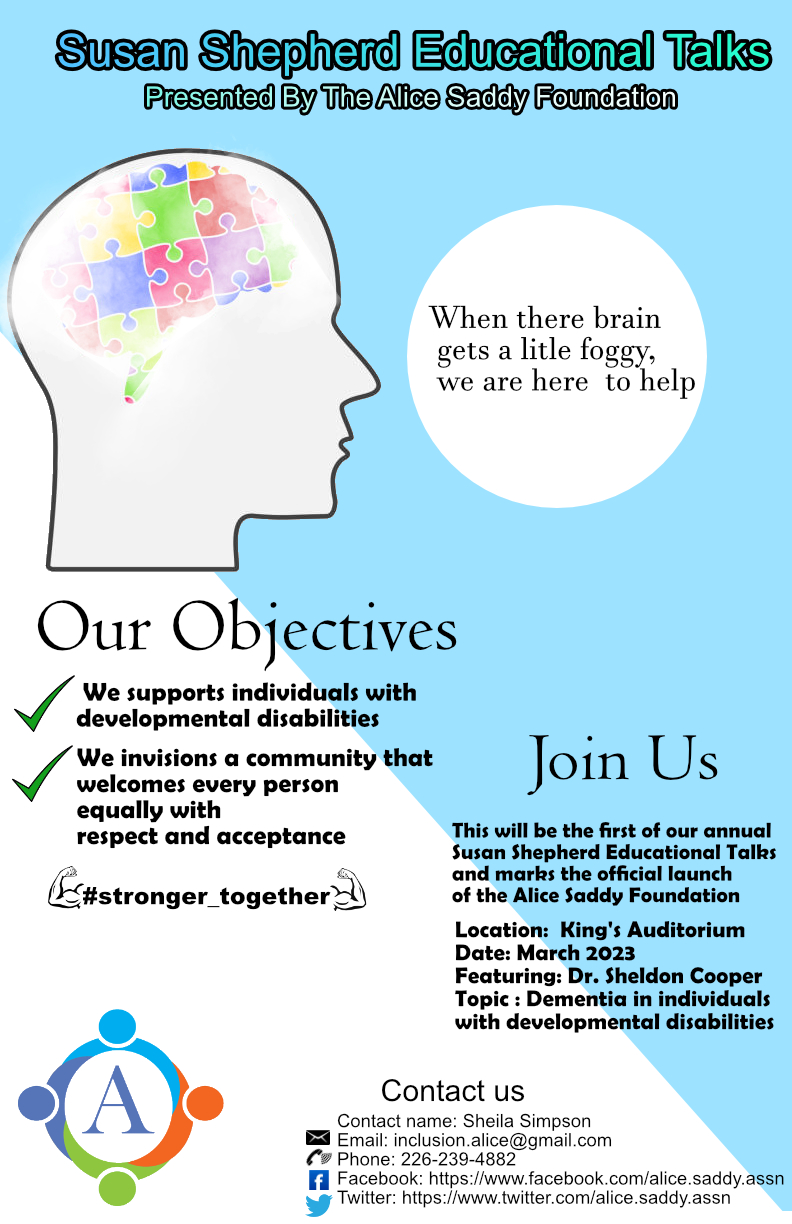 Susan Shepherd Educational Talks
Presented By The Alice Saddy Foundation
When there brain
gets a litle foggy,
we are here to help
Our Objectives
We supports individuals with
developmental disabilities
We invisions a community that
welcomes every person
equally with
respect and acceptance
#stronger_together
Join Us
This will be the first of our annual
Susan Shepherd Educational Talks
and marks the official launch
of the Alice Saddy Foundation
Location: King's Auditorium
Date: March 2023
Featuring: Dr. Sheldon Cooper
Topic : Dementia in individuals
with developmental disabilities
A
Contact us
Contact name: Sheila Simpson
Email: inclusion.alice@gmail.com
Phone: 226-239-4882
Facebook: https://www.facebook.com/alice.saddy.assn
Twitter: https://www.twitter.com/alice.saddy.assn